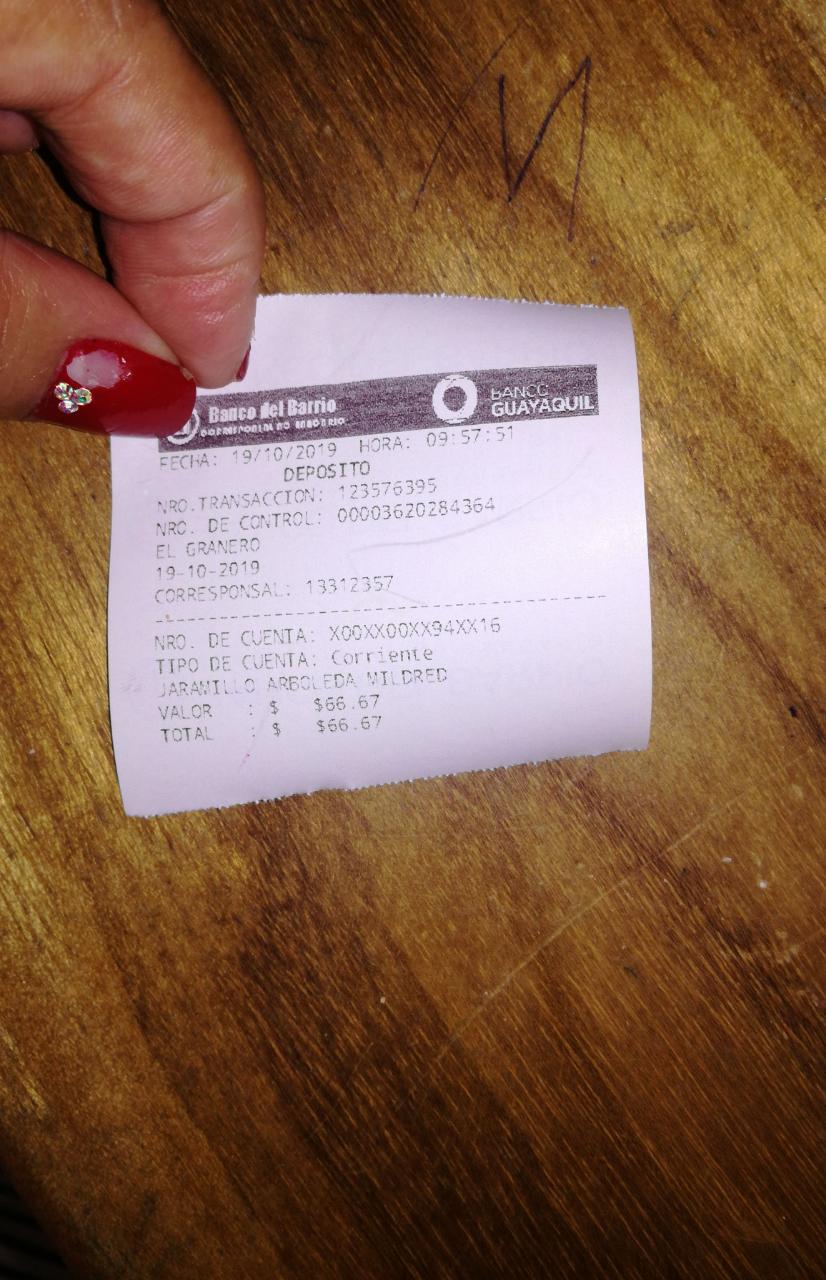 Banco del Barrio
CORRESPONSAL NO BANCARIO
BANCO
GUAYAQUIL
FECHA: 19/10/2019 HORA: 09:57:51
DEPOSITO
NRO.TRANSACCION: 123576395
NRO. DE CONTROL: 00003620284364
EL GRANERO
19-10-2019
CORRESPONSAL: 13312357
NRO. DE CUENTA: X00XX00XX94XX16
TIPO DE CUENTA: Corriente
JARAMILLO ARBOLEDA MILDRED
VALOR : $ $66.67
TOTAL : $ $66.67